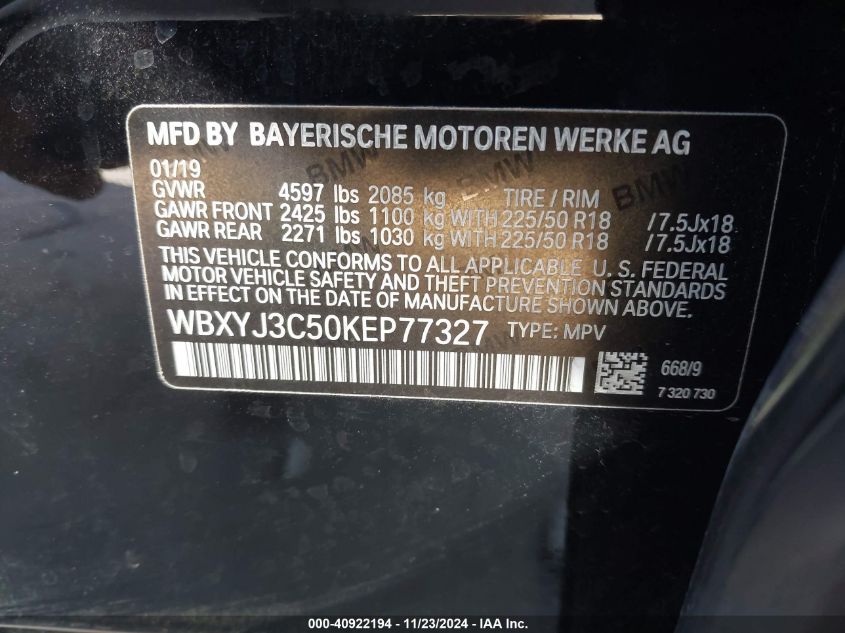 MFD BY BAYERISCHE MOTOREN WERKE AG
01/19
GVWR 4597 lbs 2085 kg TIRE / RIM
GAWR FRONT 2425 lbs 1100 kg WITH 225/50 R18 /7.5Jx18
GAWR REAR 2271 lbs 1030 kg WITH 225/50 R18 /7.5Jx18
THIS VEHICLE CONFORMS TO ALL APPLICABLE U. S. FEDERAL
MOTOR VEHICLE SAFETY AND THEFT PREVENTION STANDARDS
IN EFFECT ON THE DATE OF MANUFACTURE SHOWN ABOVE.
WBXYJ3C50KEP77327 TYPE: MPV
668/9
7 320 730
BMW
BMW
BMW
000-40922194 - 11/23/2024 - IAA Inc.